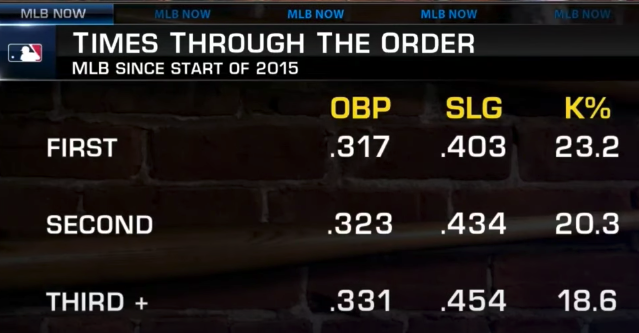 MLB NOW MLB NOW MLB NOW MLB NOW MLB NOW
TIMES THROUGH THE ORDER
MLB SINCE START OF 2015
OBP SLG K%
FIRST .317 .403 23.2
SECOND .323 .434 20.3
THIRD + .331 .454 18.6